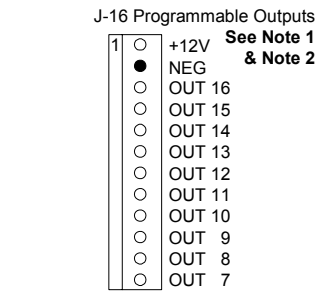 J-16 Programmable Outputs
1 +12V See Note 1
NEG & Note 2
OUT 16
OUT 15
OUT 14
OUT 13
OUT 12
OUT 11
OUT 10
OUT 9
OUT 8
OUT 7